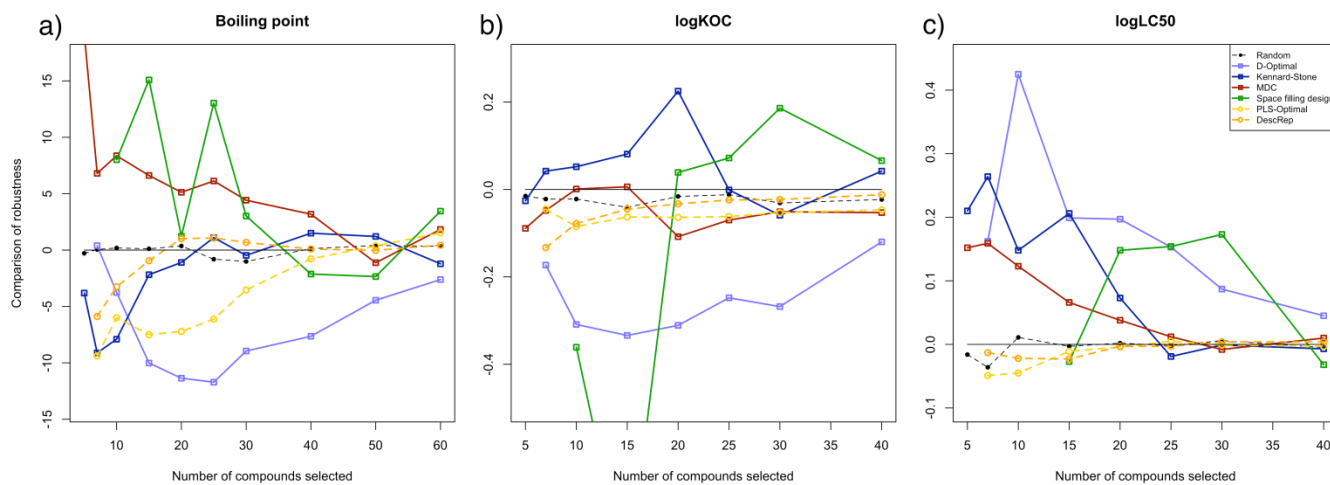 a)
Boiling point
Comparison of robustness
15
10
5
0
-5
-10
-15
10
20
30
40
50
60
Number of compounds selected
b)
logKOC
0.2
0.0
-0.2
-0.4
5
10
15
20
25
30
40
Number of compounds selected
c)
logLC50
0.4
0.3
0.2
0.1
0.0
-0.1
5
10
15
20
25
30
40
Number of compounds selected
Random
D-Optimal
Kennard-Stone
MDC
Space filling design
PLS-Optimal
DescRep